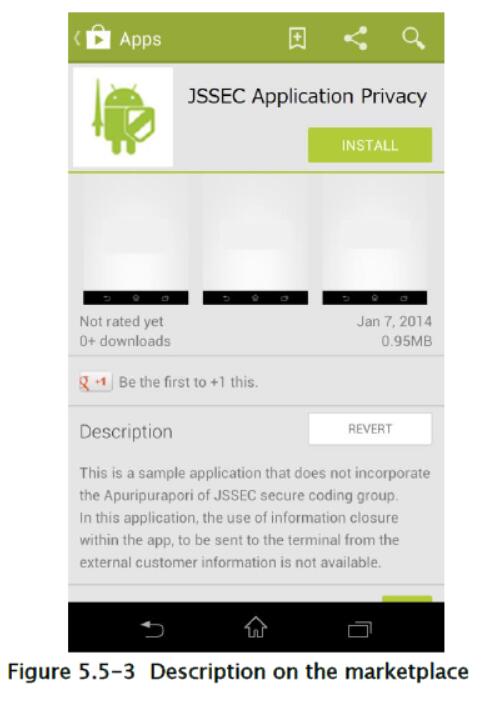 Apps
JSSEC Application Privacy
INSTALL
Not rated yet
Jan 7, 2014
0+ downloads
0.95MB
+1
Be the first to +1 this.
Description
REVERT
This is a sample application that does not incorporate
the Apuripurapori of JSSEC secure coding group.
In this application, the use of information closure
within the app, to be sent to the terminal from the
external customer information is not available.
Figure 5.5-3 Description on the marketplace